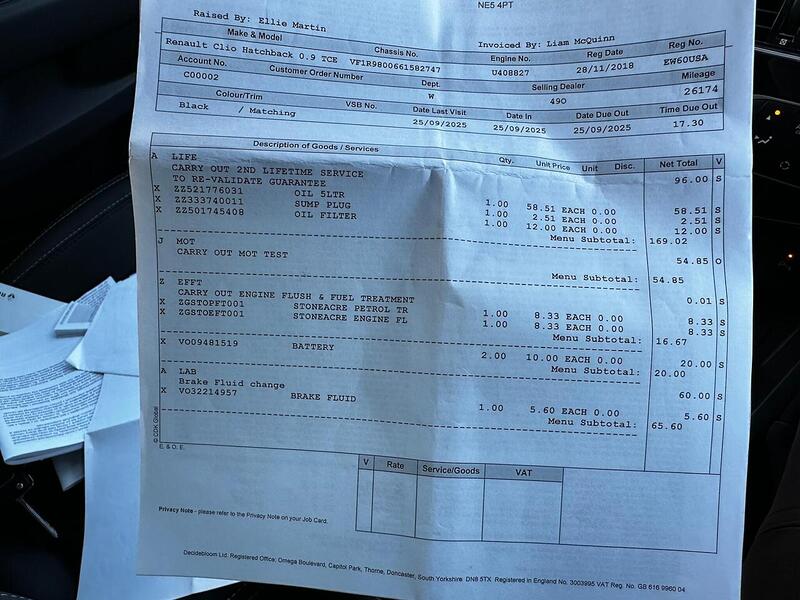 NE5 4PT
Raised By: Ellie Martin
Invoiced By: Liam McQuinn
Make & Model Chassis No. Engine No. Reg Date Reg No.
Renault Clio Hatchback 0.9 TCE VF1R9800661582747 U408827 28/11/2018 EW60USA
Account No. Customer Order Number Dept. Selling Dealer Mileage
C00002 W 490 26174
Colour/Trim VSB No. Date Last Visit Date In Date Due Out Time Due Out
Black / Matching 25/09/2025 25/09/2025 25/09/2025 17.30
Description of Goods / Services Qty. Unit Price Unit Disc. Net Total V
A LIFE
CARRY OUT 2ND LIFETIME SERVICE 96.00 S
TO RE-VALIDATE GUARANTEE
X ZZ521776031 OIL 5LTR 1.00 58.51 EACH 0.00 58.51 S
X ZZ333740011 SUMP PLUG 1.00 2.51 EACH 0.00 2.51 S
X ZZ501745408 OIL FILTER 1.00 12.00 EACH 0.00 12.00 S
Menu Subtotal: 169.02
J MOT 54.85 O
CARRY OUT MOT TEST
Menu Subtotal: 54.85
Z EFFT 0.01 S
CARRY OUT ENGINE FLUSH & FUEL TREATMENT
X ZGSTOPFT001 STONEACRE PETROL TR 1.00 8.33 EACH 0.00 8.33 S
X ZGSTOEFT001 STONEACRE ENGINE FL 1.00 8.33 EACH 0.00 8.33 S
Menu Subtotal: 16.67
X VO09481519 BATTERY 2.00 10.00 EACH 0.00 20.00 S
Menu Subtotal: 20.00
A LAB 60.00 S
Brake Fluid change
X VO32214957 BRAKE FLUID 1.00 5.60 EACH 0.00 5.60 S
Menu Subtotal: 65.60
© CDK Global
E. & O. E.
V Rate Service/Goods VAT
Privacy Note - please refer to the Privacy Note on your Job Card.
Decidebloom Ltd. Registered Office; Omega Boulevard, Capitol Park, Thorne, Doncaster, South Yorkshire DN8 5TX Registered in England No. 3003995 VAT Reg. No. GB 616 9960 04